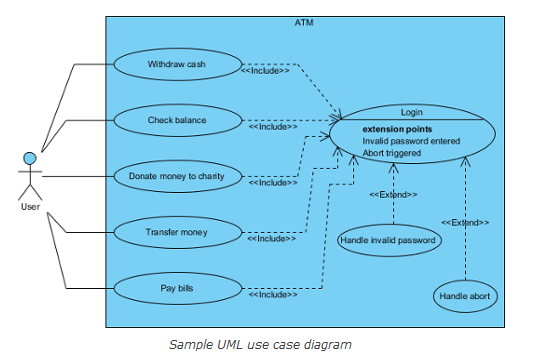 ATM
Withdraw cash
<<Include>>
Check balance
<<Include>>
Login
extension points
Invalid password entered
Abort triggered
Donate money to charity
<<Include>>
User
<<Extend>>
<<Extend>>
Transfer money
<<Include>>
Handle invalid password
Pay bills
<<Include>>
Handle abort
Sample UML use case diagram